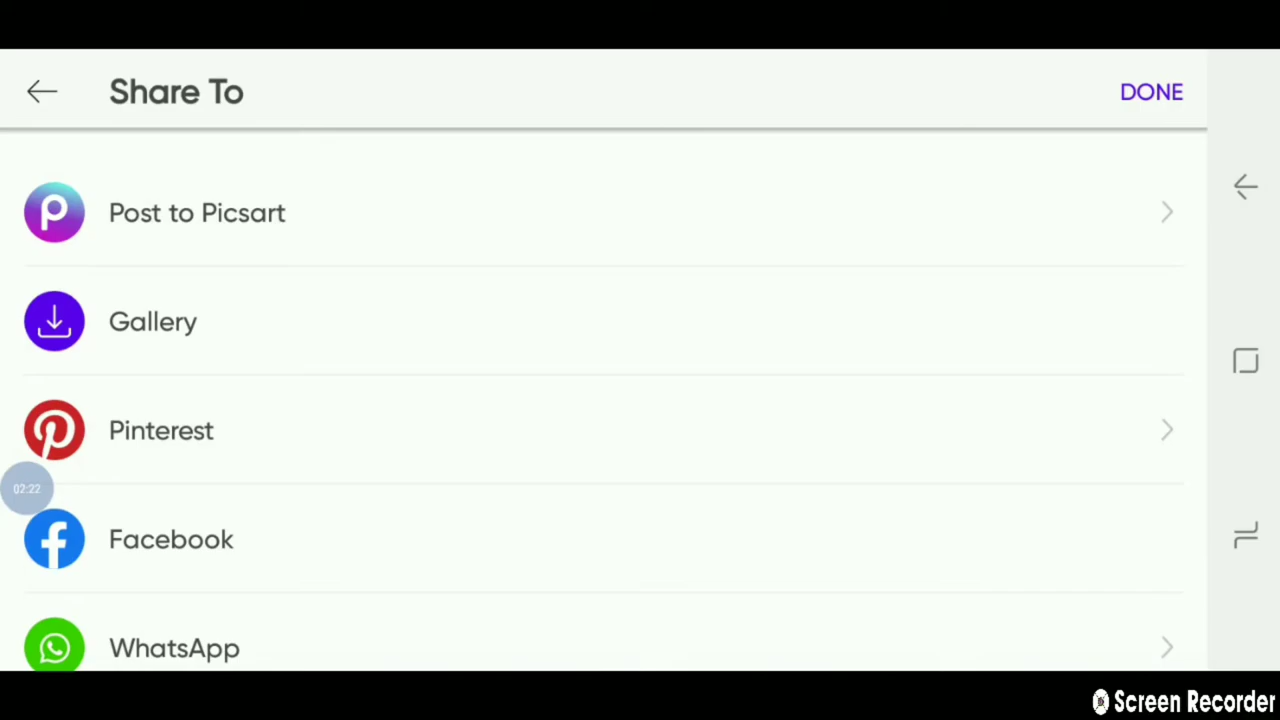 Share To
DONE
Post to Picsart
Gallery
Pinterest
02:22
Facebook
WhatsApp
Screen Recorder